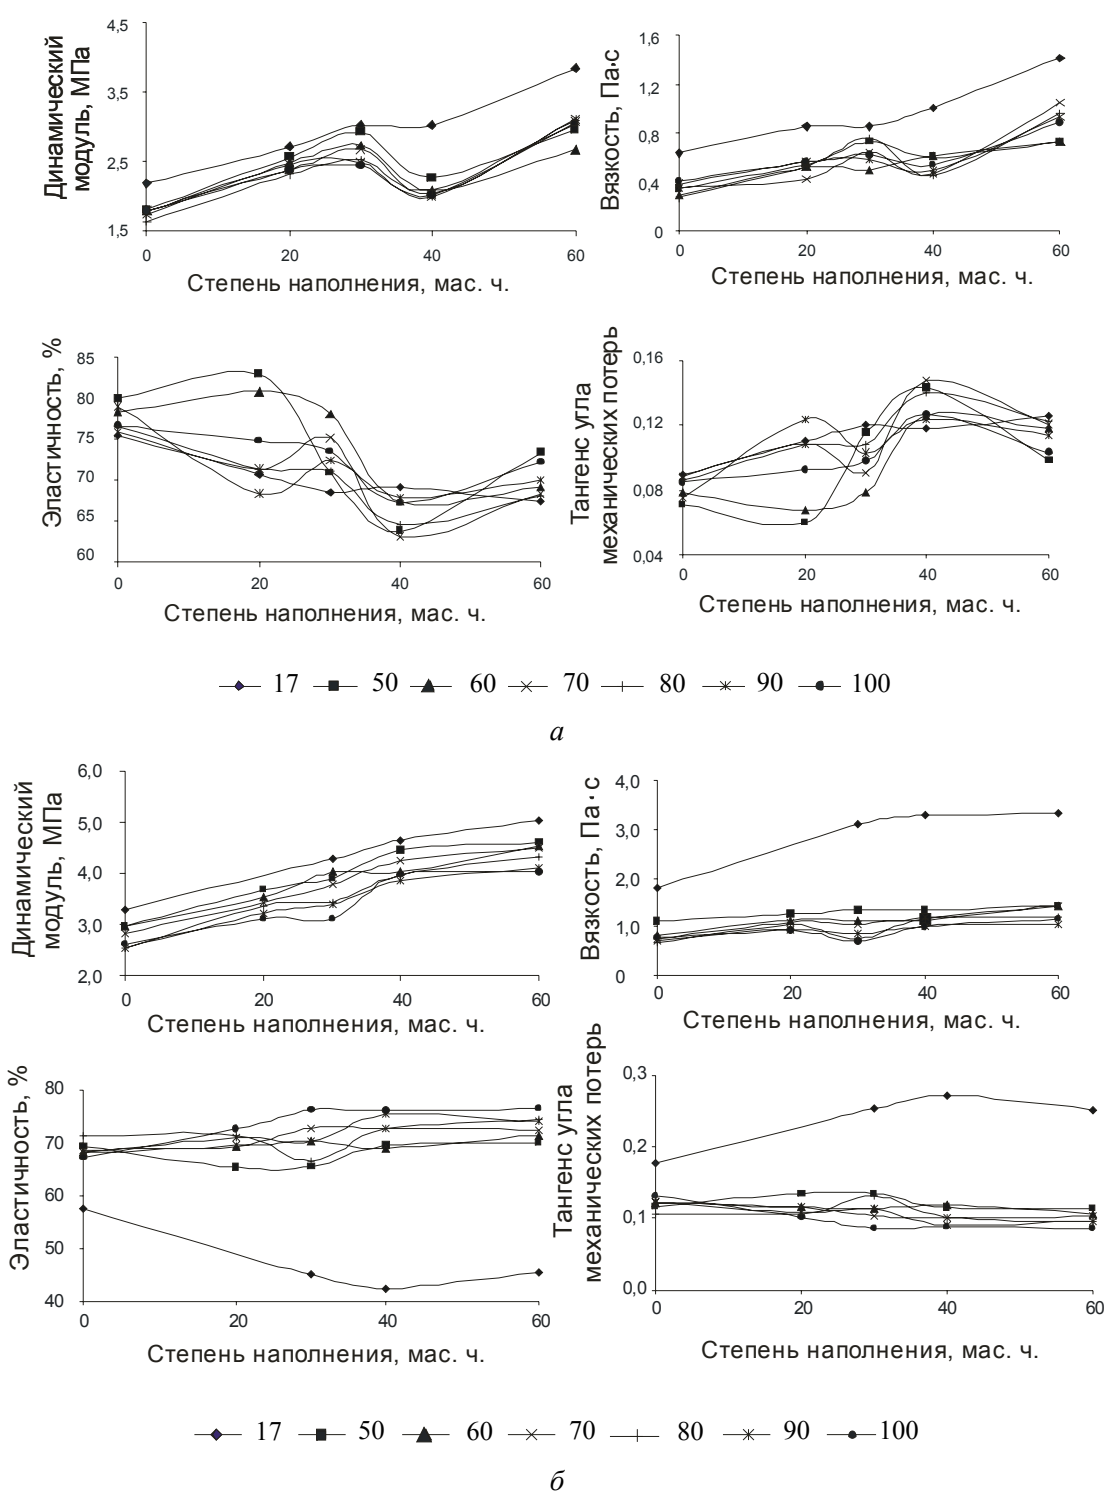 Динамический
модуль, МПа
4,5
3,5
2,5
1,5
0 20 30 40 60
Степень наполнения, мас. ч.
Вязкость, Па·с
1,6
1,2
0,8
0,4
0
0 20 30 40 60
Степень наполнения, мас. ч.
Эластичность, %
85
80
75
70
65
60
0 20 30 40 60
Степень наполнения, мас. ч.
Тангенс угла
механических потерь
0,16
0,12
0,08
0,04
0 20 30 40 60
Степень наполнения, мас. ч.
17 50 60 70 80 90 100
а
Динамический
модуль, МПа
6,0
5,0
4,0
3,0
2,0
0 20 30 40 60
Степень наполнения, мас. ч.
Вязкость, Па · с
4,0
3,0
2,0
1,0
0
0 20 30 40 60
Степень наполнения, мас. ч.
Эластичность, %
80
70
60
50
40
0 20 30 40 60
Степень наполнения, мас. ч.
Тангенс угла
механических потерь
0,3
0,2
0,1
0,0
0 20 30 40 60
Степень наполнения, мас. ч.
17 50 60 70 80 90 100
б